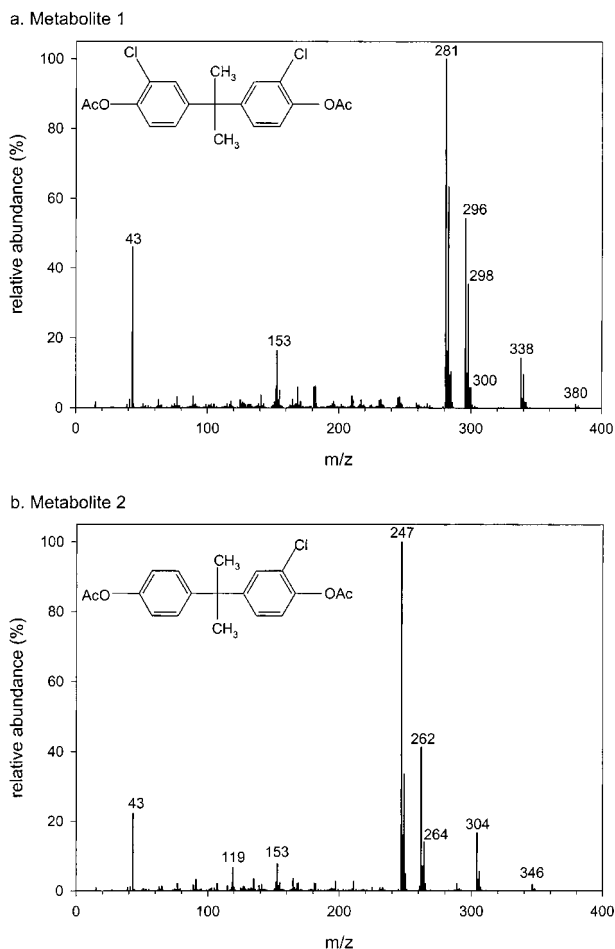 a. Metabolite 1
relative abundance (%)
100
80
60
40
20
0
Cl
Cl
CH3
AcO
OAc
CH3
281
296
43
298
153
338
300
380
0
100
200
300
400
m/z
b. Metabolite 2
relative abundance (%)
100
80
60
40
20
0
Cl
CH3
AcO
OAc
CH3
247
262
43
264
304
119
153
346
0
100
200
300
400
m/z